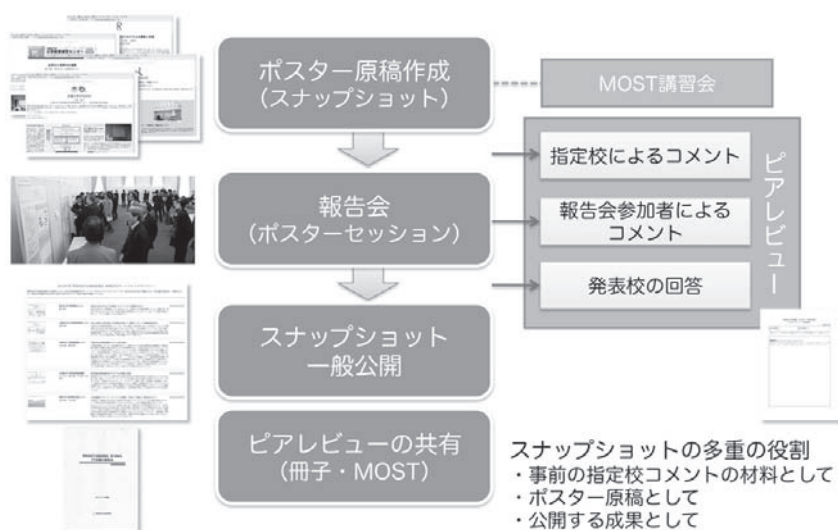 ポスター原稿作成
（スナップショット）
MOST講習会
ピアレビュー
指定校によるコメント
報告会
（ポスターセッション）
報告会参加者による
コメント
発表校の回答
スナップショット
一般公開
ピアレビューの共有
（冊子・MOST）
スナップショットの多重の役割
・事前の指定校コメントの材料として
・ポスター原稿として
・公開する成果として